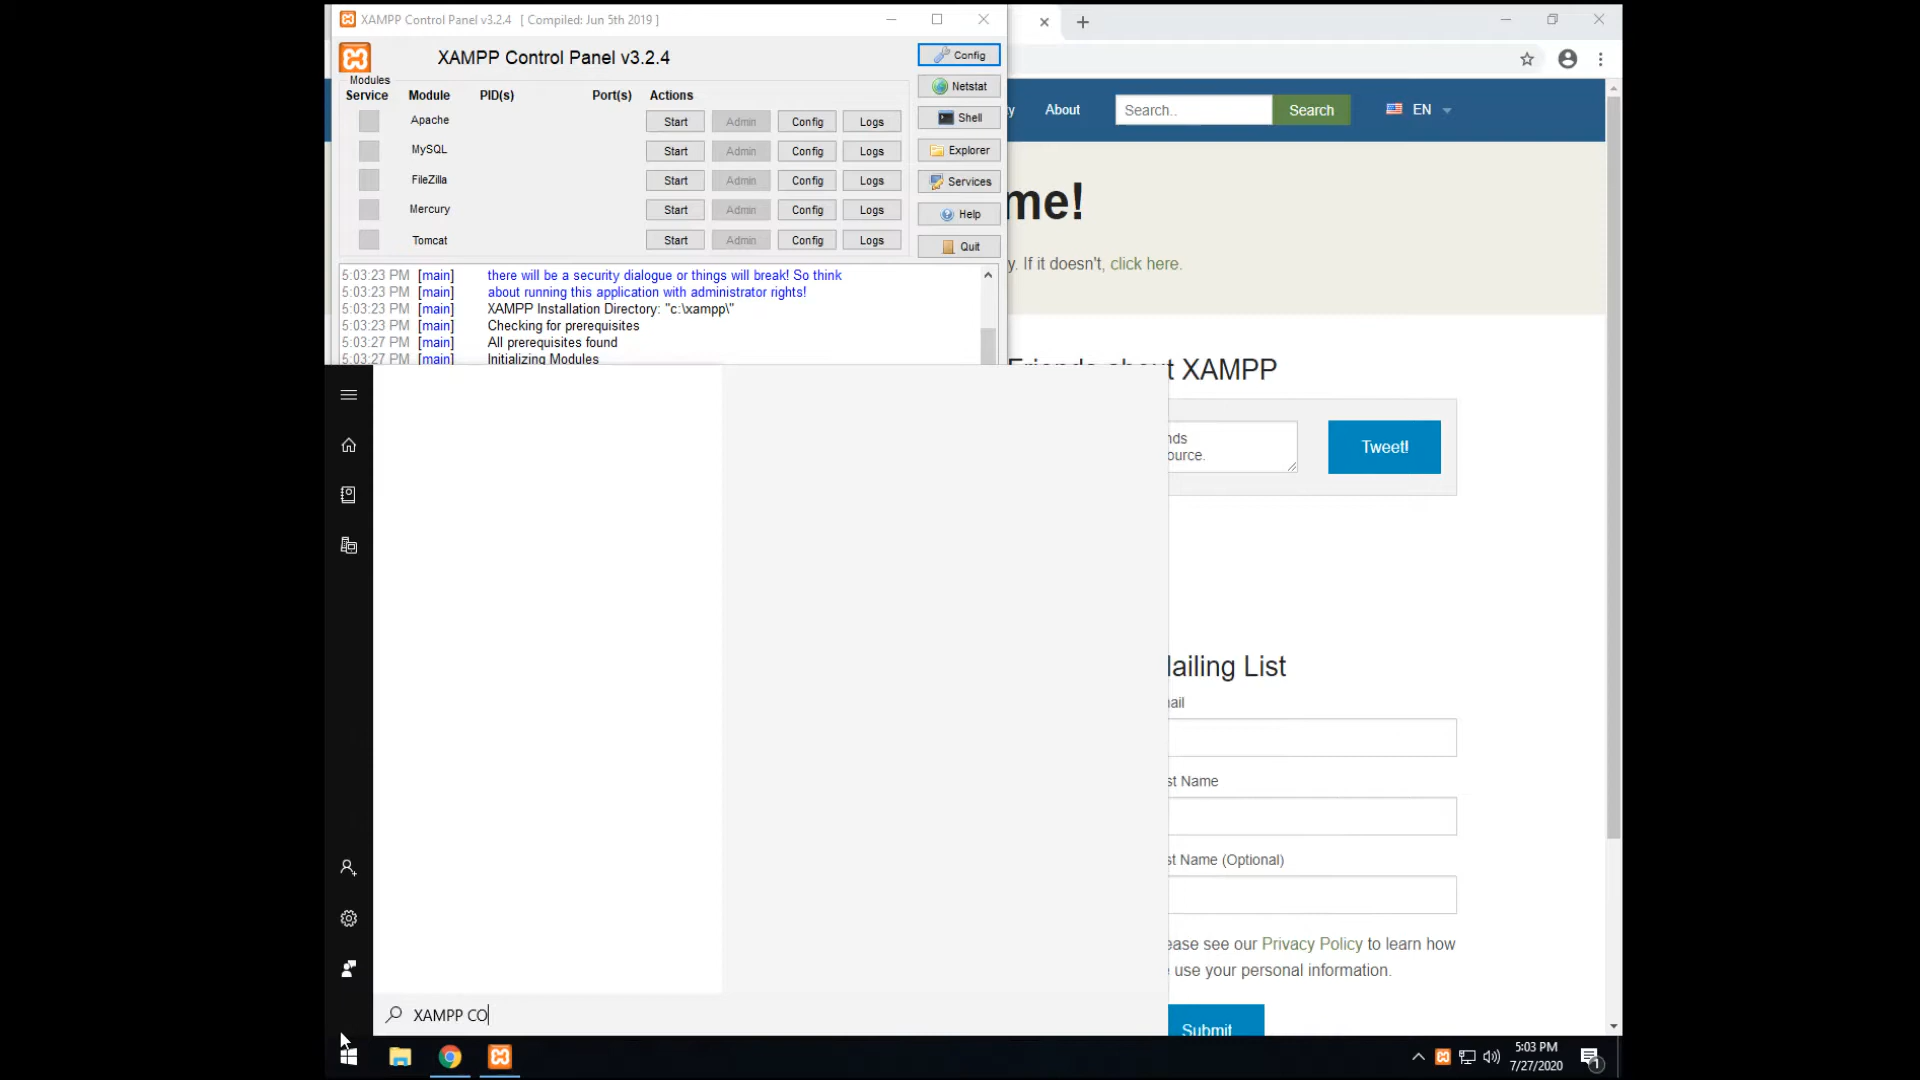 XAMPP Control Panel v3.2.4 [ Compiled: Jun 5th 2019 ]
XAMPP Control Panel v3.2.4
Config
Modules
Service Module PID(s) Port(s) Actions
Netstat
Apache Start Admin Config Logs
Shell
MySQL Start Admin Config Logs
Explorer
FileZilla Start Admin Config Logs
Services
Mercury Start Admin Config Logs
Help
Tomcat Start Admin Config Logs
Quit
5:03:23 PM [main] there will be a security dialogue or things will break! So think
5:03:23 PM [main] about running this application with administrator rights!
5:03:23 PM [main] XAMPP Installation Directory: "c:\xampp\"
5:03:23 PM [main] Checking for prerequisites
5:03:27 PM [main] All prerequisites found
5:03:27 PM [main] Initializing Modules
y About Search.. Search EN
me!
y. If it doesn't, click here.
Friends about XAMPP
nds
ource.
Tweet!
ailing List
ail
st Name
st Name (Optional)
ease see our Privacy Policy to learn how
use your personal information.
Submit
XAMPP CO
5:03 PM
7/27/2020
1